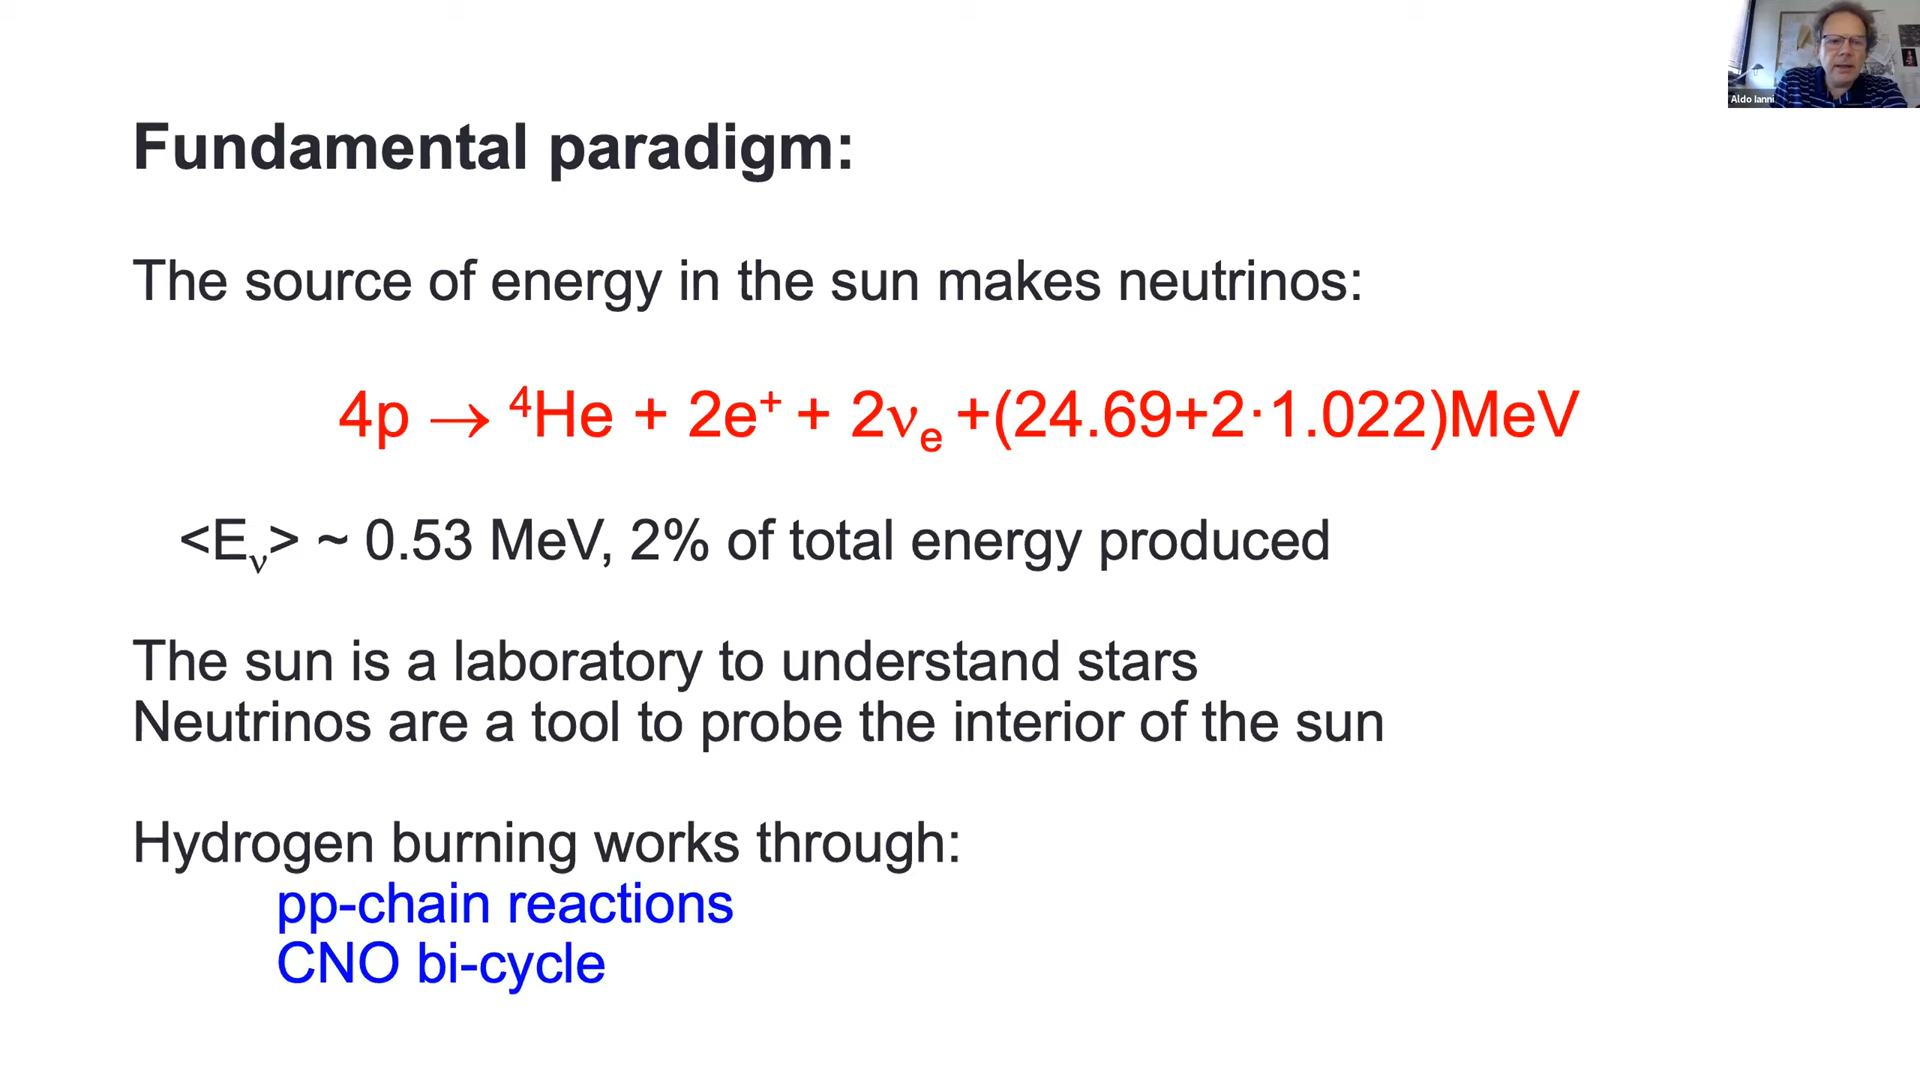 Aldo Ianni
Fundamental paradigm:
The source of energy in the sun makes neutrinos:
4p → ⁴He + 2e⁺ + 2νₑ +(24.69+2·1.022)MeV
<Eᵥ> ~ 0.53 MeV, 2% of total energy produced
The sun is a laboratory to understand stars
Neutrinos are a tool to probe the interior of the sun
Hydrogen burning works through:
pp-chain reactions
CNO bi-cycle